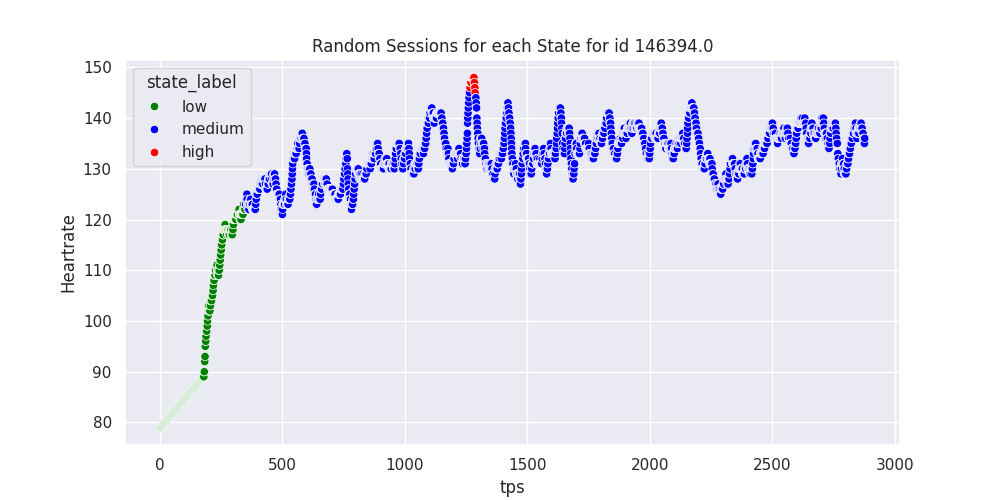 Random Sessions for each State for id 146394.0
state_label
low
medium
high
Heartrate
150
140
130
120
110
100
90
80
0 500 1000 1500 2000 2500 3000
tps